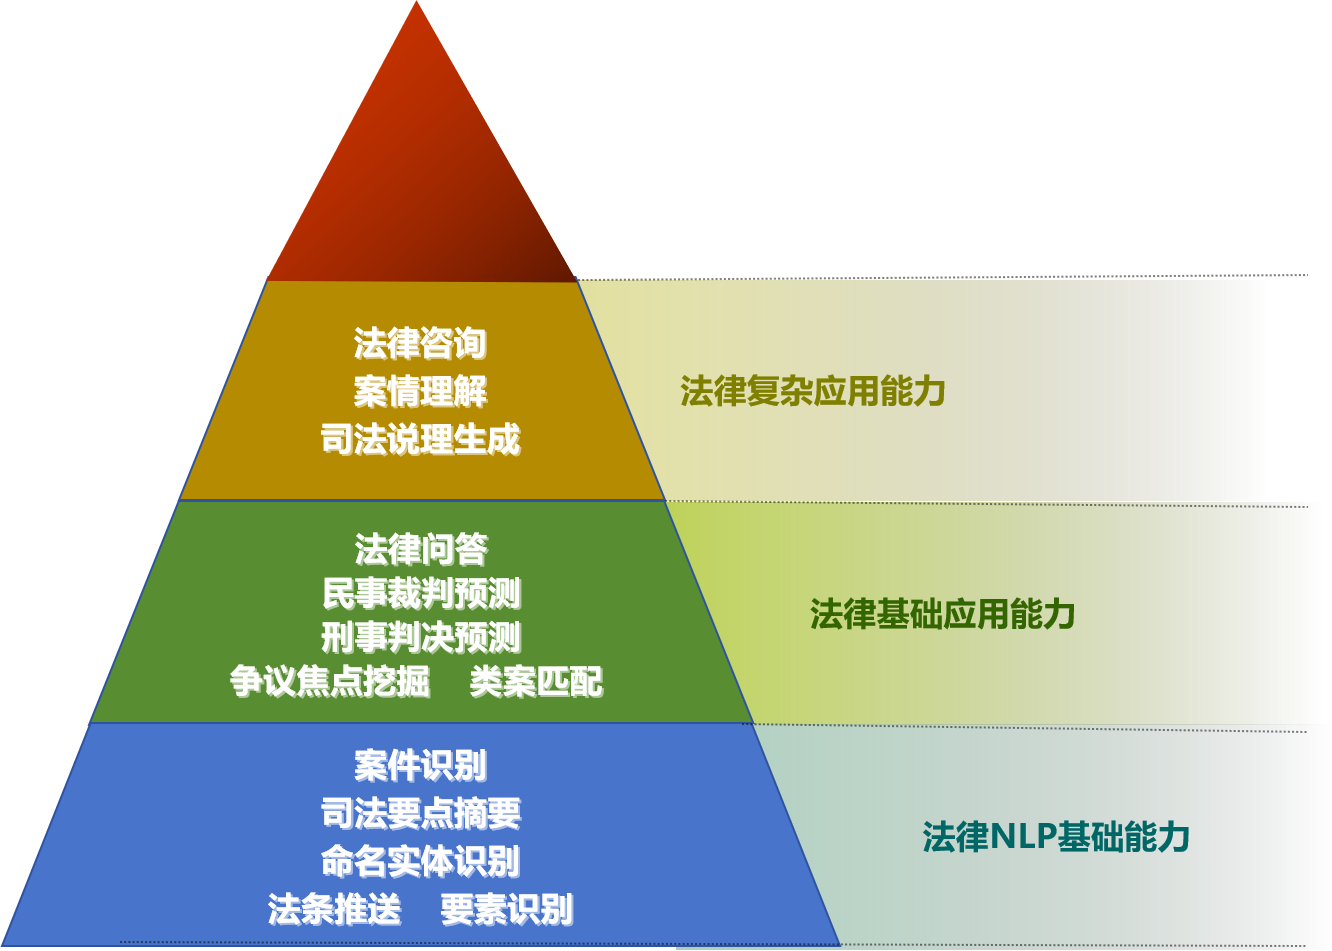 法律咨询
案情理解
司法说理生成
法律复杂应用能力
法律问答
民事裁判预测
刑事判决预测
争议焦点挖掘 类案匹配
法律基础应用能力
案件识别
司法要点摘要
命名实体识别
法条推送 要素识别
法律NLP基础能力